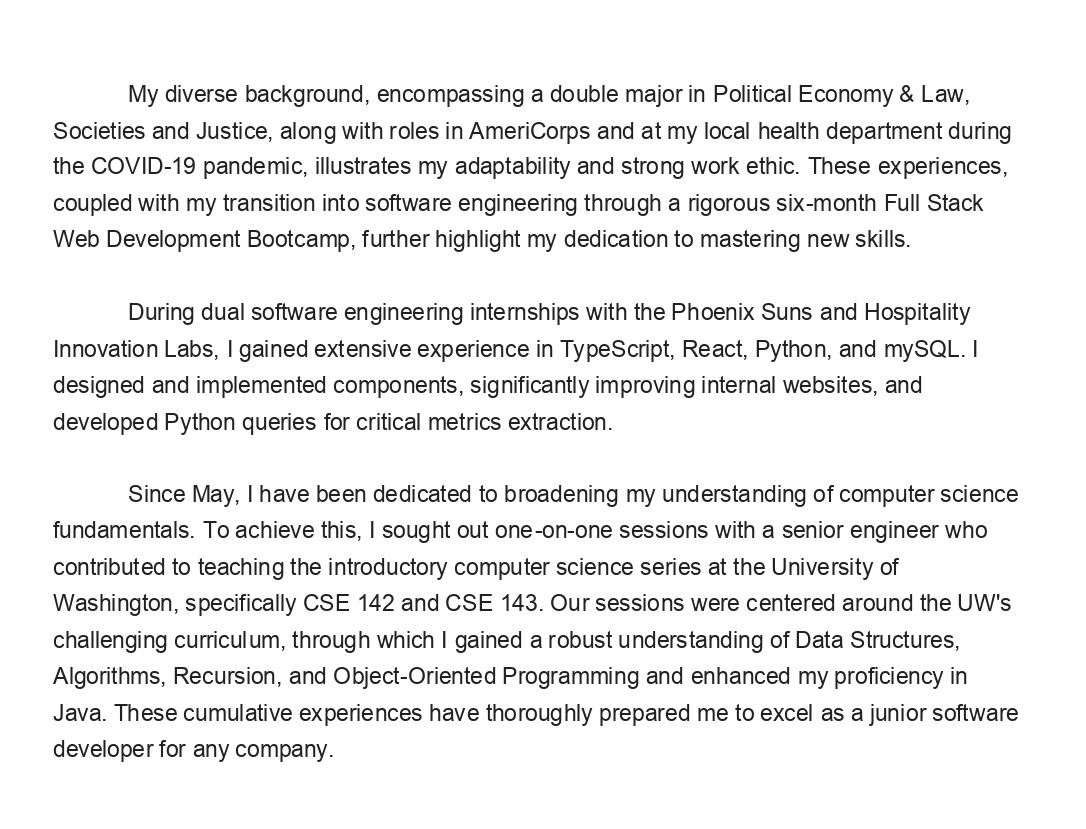 My diverse background, encompassing a double major in Political Economy & Law,
Societies and Justice, along with roles in AmeriCorps and at my local health department during
the COVID-19 pandemic, illustrates my adaptability and strong work ethic. These experiences,
coupled with my transition into software engineering through a rigorous six-month Full Stack
Web Development Bootcamp, further highlight my dedication to mastering new skills.
During dual software engineering internships with the Phoenix Suns and Hospitality
Innovation Labs, I gained extensive experience in TypeScript, React, Python, and mySQL. I
designed and implemented components, significantly improving internal websites, and
developed Python queries for critical metrics extraction.
Since May, I have been dedicated to broadening my understanding of computer science
fundamentals. To achieve this, I sought out one-on-one sessions with a senior engineer who
contributed to teaching the introductory computer science series at the University of
Washington, specifically CSE 142 and CSE 143. Our sessions were centered around the UW's
challenging curriculum, through which I gained a robust understanding of Data Structures,
Algorithms, Recursion, and Object-Oriented Programming and enhanced my proficiency in
Java. These cumulative experiences have thoroughly prepared me to excel as a junior software
developer for any company.